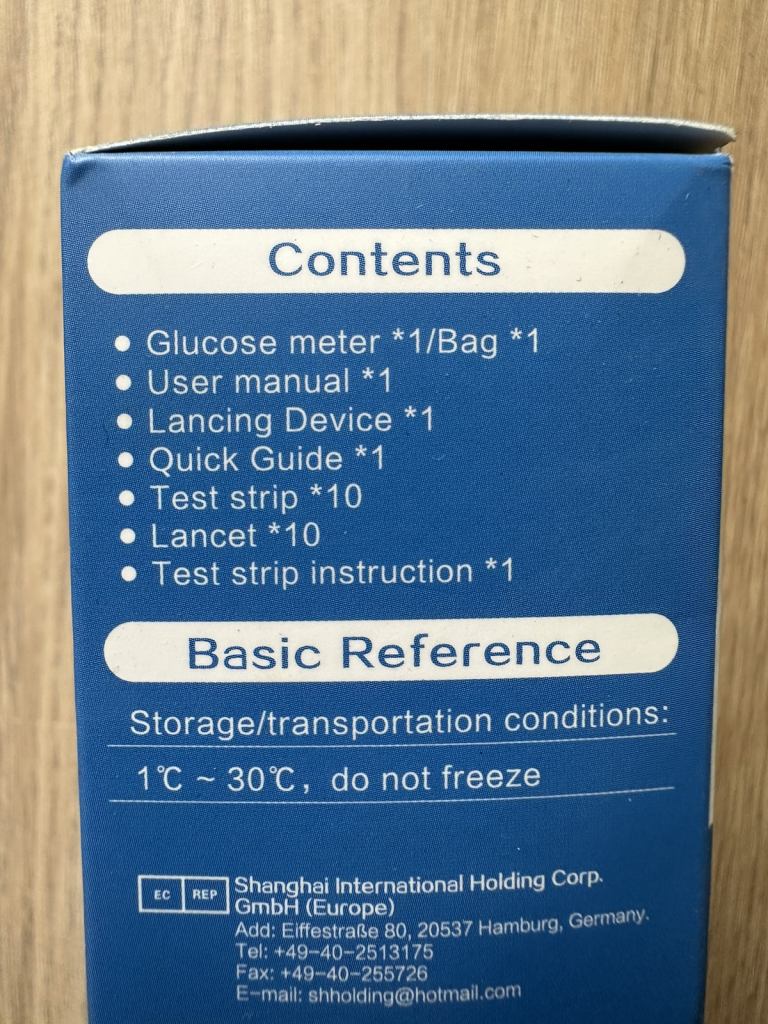 Contents
● Glucose meter *1/Bag *1
● User manual *1
● Lancing Device *1
● Quick Guide *1
● Test strip *10
● Lancet *10
● Test strip instruction *1
Basic Reference
Storage/transportation conditions:
1℃ ~ 30℃, do not freeze
EC REP Shanghai International Holding Corp.
GmbH (Europe)
Add: Eiffestraße 80, 20537 Hamburg, Germany.
Tel: +49-40-2513175
Fax: +49-40-255726
E-mail: shholding@hotmail.com